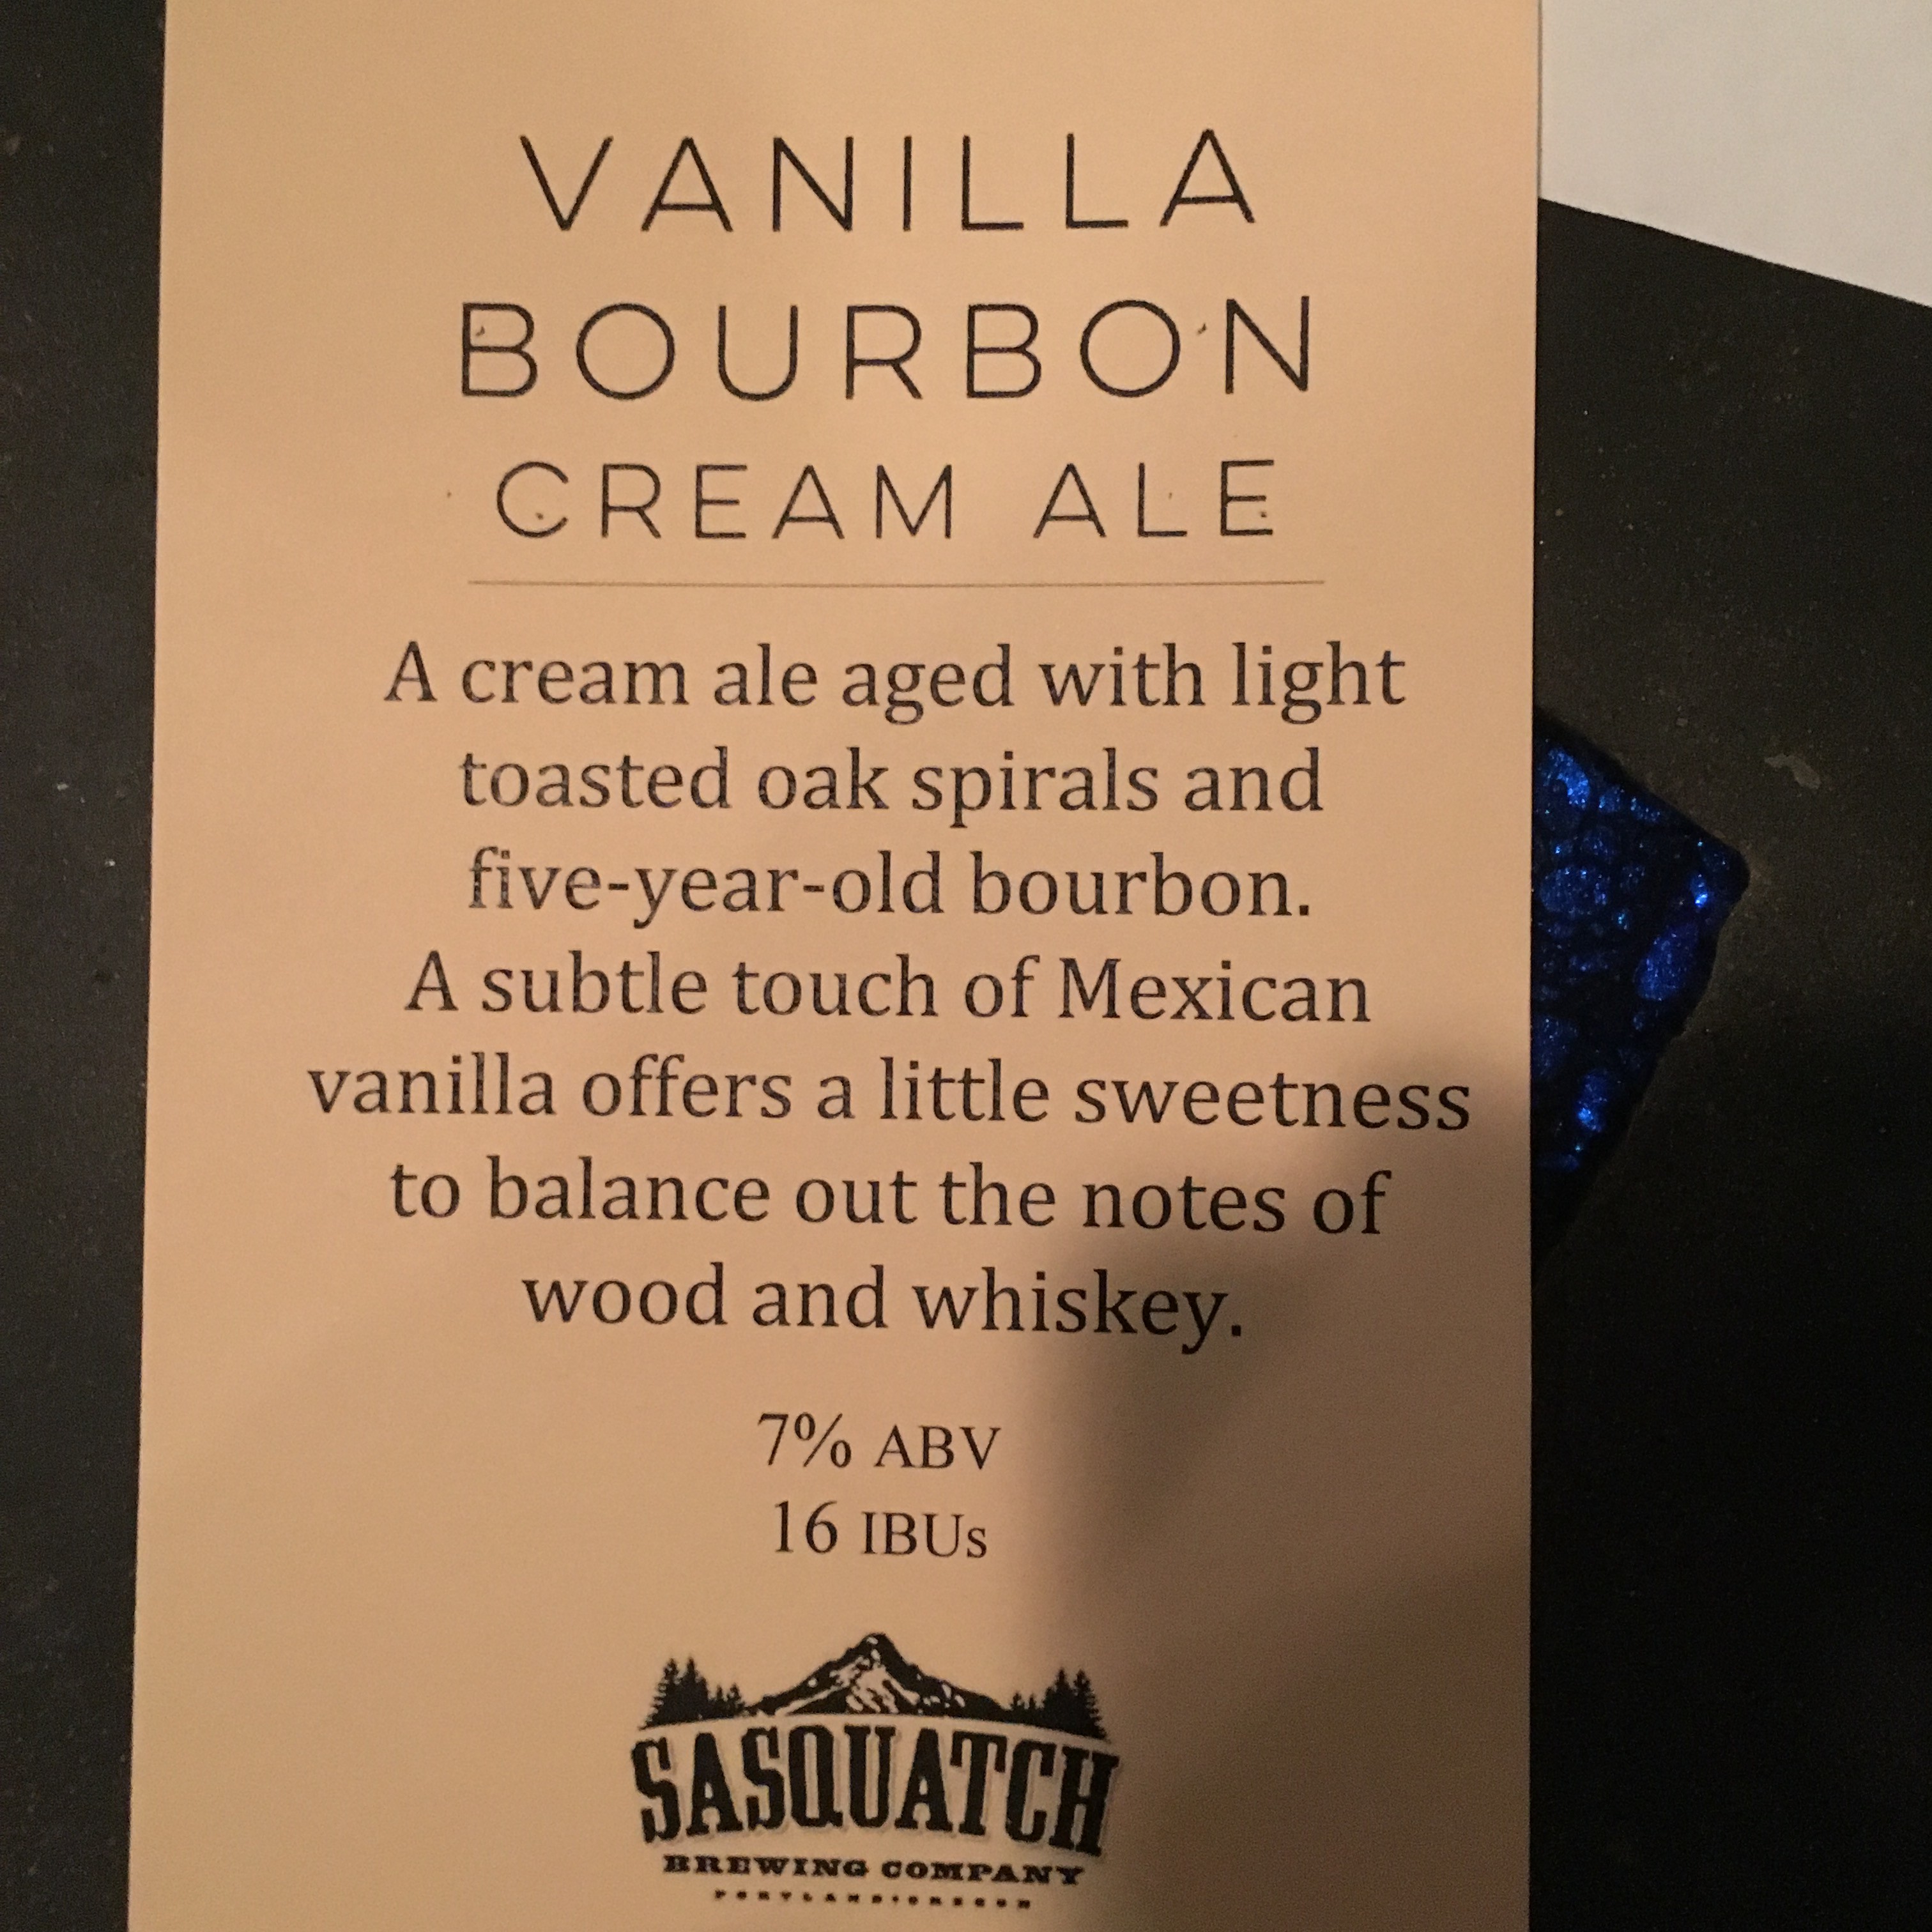 VANILLA
BOURBON
CREAM ALE
A cream ale aged with light
toasted oak spirals and
five-year-old bourbon.
A subtle touch of Mexican
vanilla offers a little sweetness
to balance out the notes of
wood and whiskey.
7% ABV
16 IBUs
SASQUATCH
BREWING COMPANY
PORTLAND•OREGON